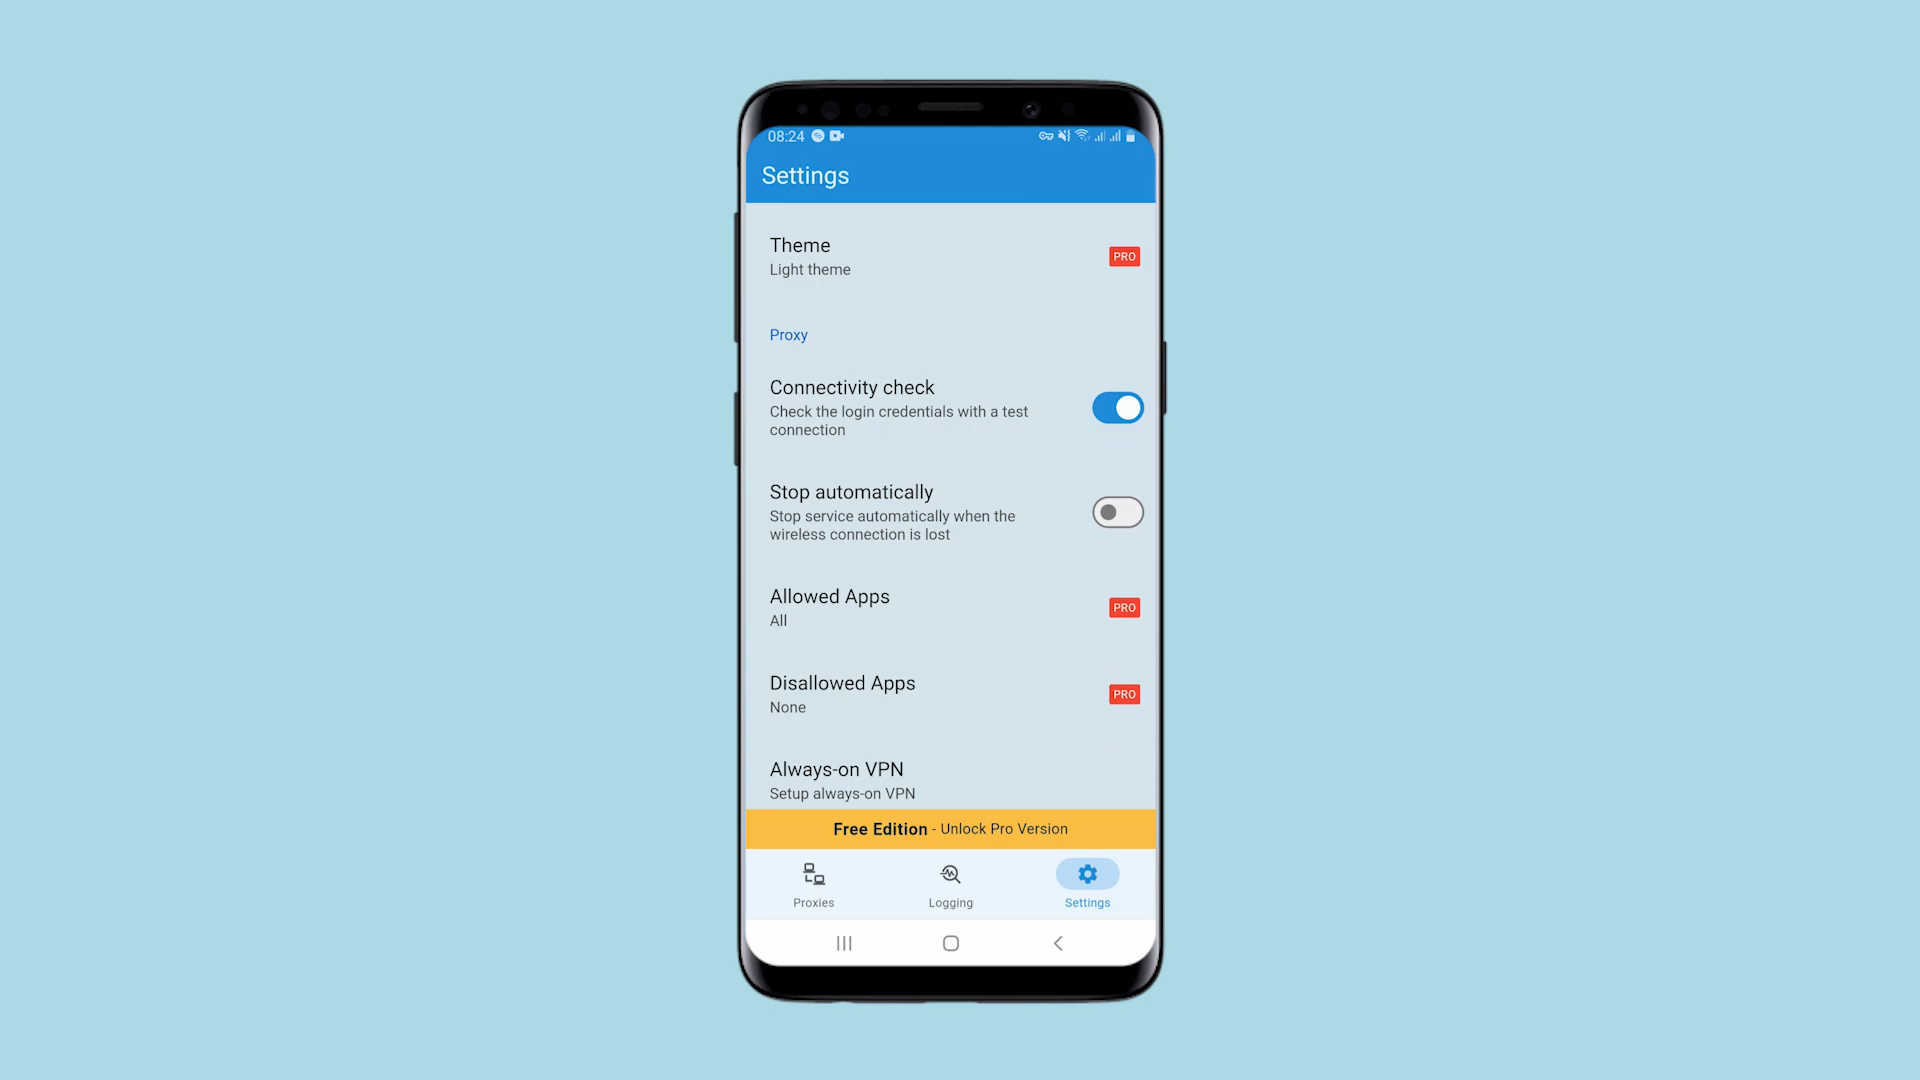 08:24
Settings
Theme
Light theme
PRO
Proxy
Connectivity check
Check the login credentials with a test
connection
Stop automatically
Stop service automatically when the
wireless connection is lost
Allowed Apps
All
PRO
Disallowed Apps
None
PRO
Always-on VPN
Setup always-on VPN
Free Edition - Unlock Pro Version
Proxies
Logging
Settings